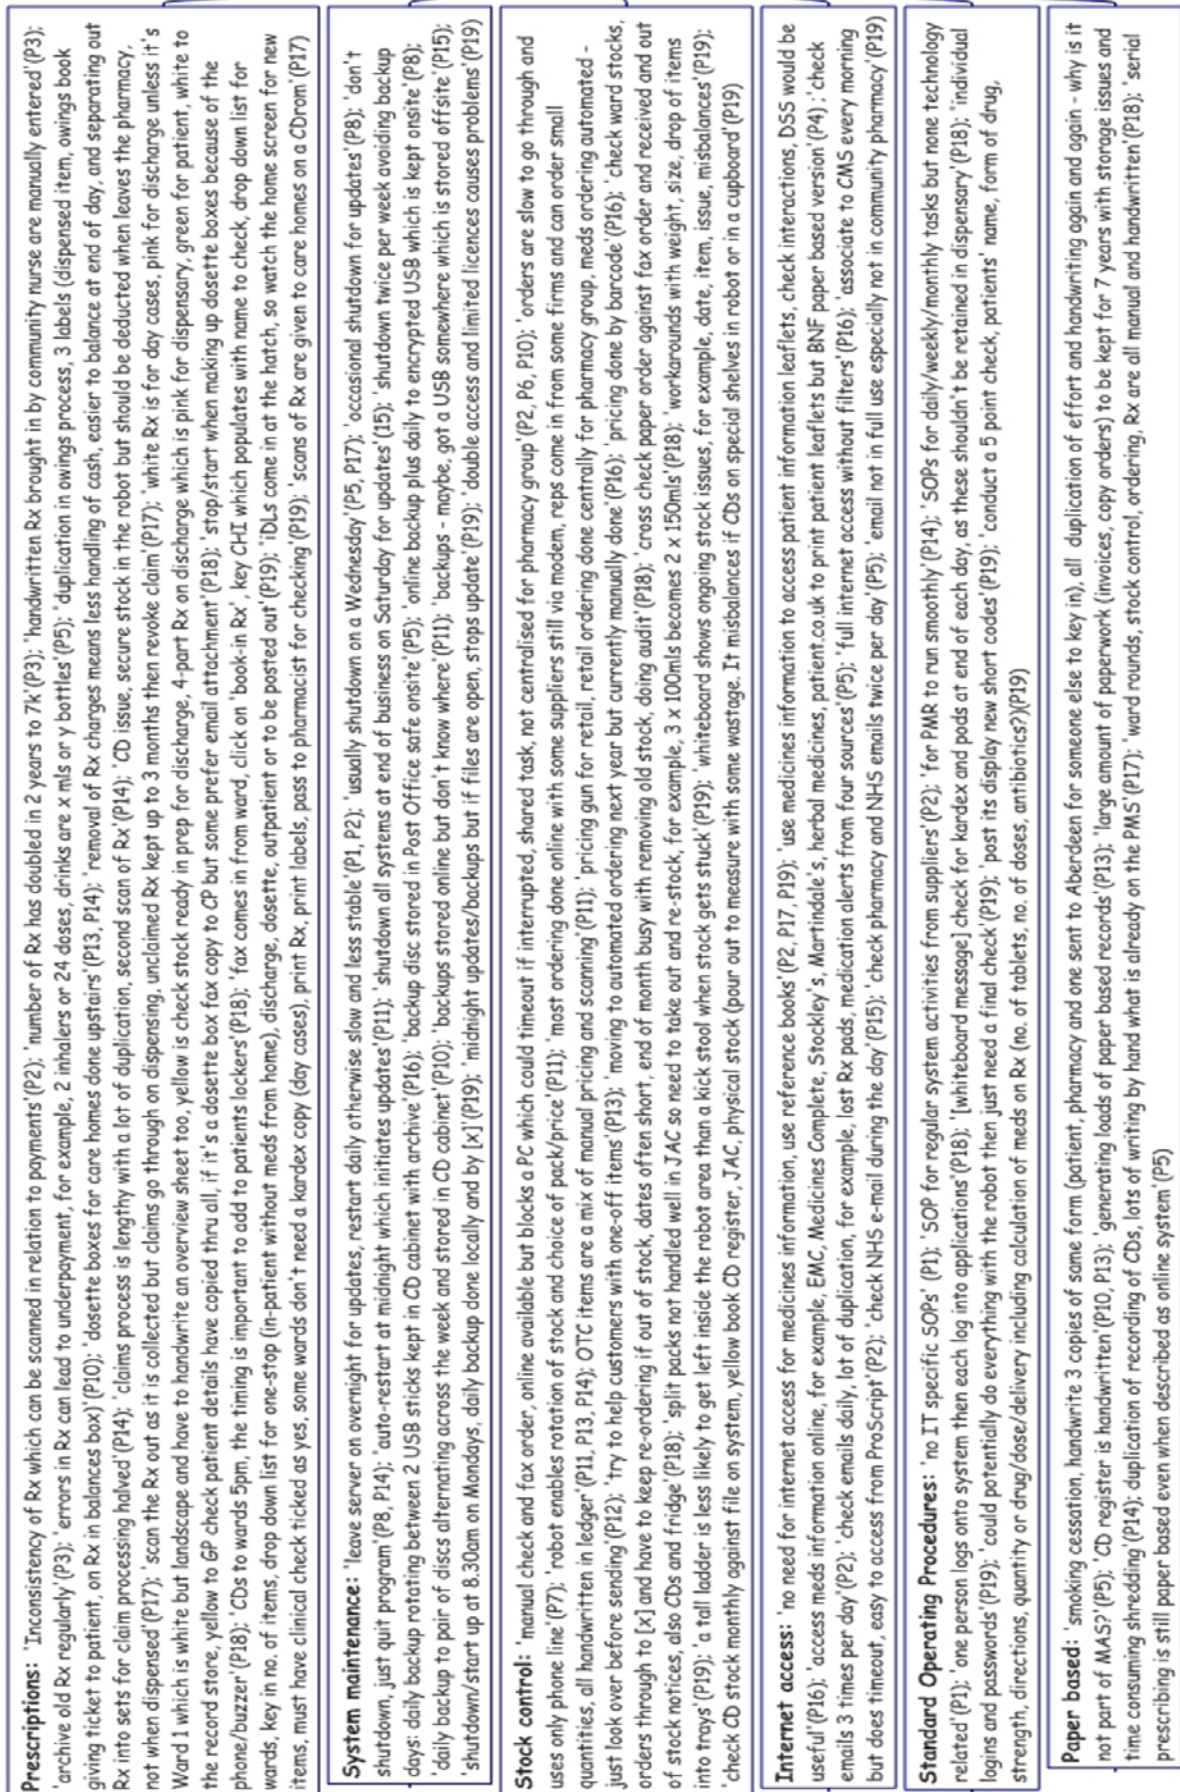 Prescriptions: 'Inconsistency of Rx which can be scanned in relation to payments'(P2); 'number of Rx has doubled in 2 years to 7k'(P3); 'handwritten Rx brought in by community nurse are manually entered'(P3);
'archive old Rx regularly'(P3); 'errors in Rx can lead to underpayment, for example, 2 inhalers or 24 doses, drinks are x mls or y bottles'(P5); 'duplication in owings process, 3 labels (dispensed item, owings book
giving ticket to patient, on Rx in balances box)'(P10); 'dosette boxes for care homes done upstairs'(P13, P14); 'removal of Rx charges means less handling of cash, easier to balance at end of day, and separating out
Rx into sets for claim processing halved'(P14); 'claims process is lengthy with a lot of duplication, second scan of Rx'(P14); 'CD issue, secure stock in the robot but should be deducted when leaves the pharmacy,
not when dispensed'(P17); 'scan the Rx out as it is collected but claims go through on dispensing, unclaimed Rx kept up to 3 months then revoke claim'(P17); 'white Rx is for day cases, pink for discharge unless it's
Ward 1 which is white but landscape and have to handwrite an overview sheet too, yellow is check stock ready in prep for discharge, 4-part Rx on discharge which is pink for dispensary, green for patient, white to
the record store, yellow to GP check patient details have copied thru all, if it's a dosette box fax copy to CP but some prefer email attachment'(P18); 'stop/start when making up dosette boxes because of the
phone/buzzer'(P18); 'CDs to wards 5pm, the timing is important to add to patients lockers'(P18); 'fax comes in from ward, click on 'book-in Rx', key CHI which populates with name to check, drop down list for
wards, key in no. of items, drop down list for one-stop (in-patient without meds from home), discharge, dosette, outpatient or to be posted out'(P19); 'iDLs come in at the hatch, so watch the home screen for new
items, must have clinical check ticked as yes, some wards don't need a kardex copy (day cases), print Rx, print labels, pass to pharmacist for checking'(P19); 'scans of Rx are given to care homes on a CDrom'(P17)
System maintenance: 'leave server on overnight for updates, restart daily otherwise slow and less stable'(P1, P2); 'usually shutdown on a Wednesday'(P5, P17); 'occasional shutdown for updates'(P8); 'don't
shutdown, just quit program'(P8, P14); 'auto-restart at midnight which initiates updates'(P11); 'shutdown all systems at end of business on Saturday for updates'(15); 'shutdown twice per week avoiding backup
days: daily backup rotating between 2 USB sticks kept in CD cabinet with archive'(P16); 'backup disc stored in Post Office safe onsite'(P5); 'online backup plus daily to encrypted USB which is kept onsite'(P8);
'daily backup to pair of discs alternating across the week and stored in CD cabinet'(P10); 'backups stored online but don't know where'(P11); 'backups - maybe, got a USB somewhere which is stored offsite'(P15);
'shutdown/start up at 8.30am on Mondays, daily backup done locally and by [x]'(P19); 'midnight updates/backups but if files are open, stops update'(P19); 'double access and limited licences causes problems'(P19)
Stock control: 'manual check and fax order, online available but blocks a PC which could timeout if interrupted, shared task, not centralised for pharmacy group'(P2, P6, P10); 'orders are slow to go through and
uses only phone line'(P7); 'robot enables rotation of stock and choice of pack/price'(P11); 'most ordering done online with some suppliers still via modem, reps come in from some firms and can order small
quantities, all handwritten in ledger'(P11, P13, P14); OTC items are a mix of manual pricing and scanning'(P11); 'pricing gun for retail, retail ordering done centrally for pharmacy group, meds ordering automated -
just look over before sending'(P12); 'try to help customers with one-off items'(P13); 'moving to automated ordering next year but currently manually done'(P16); 'pricing done by barcode'(P16); 'check ward stocks,
orders through to [x] and have to keep re-ordering if out of stock, dates often short, end of month busy with removing old stock, doing audit'(P18); 'cross check paper order against fax order and received and out
of stock notices, also CDs and fridge'(P18); 'split packs not handled well in JAC so need to take out and re-stock, for example, 3 x 100mls becomes 2 x 150mls'(P18); 'workarounds with weight, size, drop of items
into trays'(P19); 'a tall ladder is less likely to get left inside the robot area than a kick stool when stock gets stuck'(P19); 'whiteboard shows ongoing stock issues, for example, date, item, issue, misbalances'(P19);
'check CD stock monthly against file on system, yellow book CD register, JAC, physical stock (pour out to measure with some wastage. It misbalances if CDs on special shelves in robot or in a cupboard'(P19)
Internet access: 'no need for internet access for medicines information, use reference books'(P2, P17, P19); 'use medicines information to access patient information leaflets, check interactions, DSS would be
useful'(P16); 'access meds information online, for example, EMC, Medicines Complete, Stockley's, Martindale's, herbal medicines, patient.co.uk to print patient leaflets but BNF paper based version'(P4) ;'check
emails 3 times per day'(P2); 'check emails daily, lot of duplication, for example, lost Rx pads, medication alerts from four sources'(P5); 'full internet access without filters'(P16); 'associate to CMS every morning
but does timeout, easy to access from ProScript'(P2); 'check NHS e-mail during the day'(P15); 'check pharmacy and NHS emails twice per day'(P5); 'email not in full use especially not in community pharmacy'(P19)
Standard Operating Procedures: 'no IT specific SOPs' (P1); 'SOP for regular system activities from suppliers'(P2); 'for PMR to run smoothly'(P14); 'SOPs for daily/weekly/monthly tasks but none technology
related'(P1); 'one person logs onto system then each log into applications'(P18); '[whiteboard message] check for kardex and pods at end of each day, as these shouldn't be retained in dispensary'(P18); 'individual
logins and passwords'(P19); 'could potentially do everything with the robot then just need a final check'(P19); 'post its display new short codes'(P19); 'conduct a 5 point check, patients' name, form of drug,
strength, directions, quantity or drug/dose/delivery including calculation of meds on Rx (no. of tablets, no. of doses, antibiotics?)(P19)
Paper based: 'smoking cessation, handwrite 3 copies of same form (patient, pharmacy and one sent to Aberdeen for someone else to key in), all duplication of effort and handwriting again and again - why is it
not part of MAS?'(P5); 'CD register is handwritten'(P10, P13); 'generating loads of paper based records'(P13); 'large amount of paperwork (invoices, copy orders) to be kept for 7 years with storage issues and
time consuming shredding'(P14); duplication of recording of CDs, lots of writing by hand what is already on the PMS'(P17); 'ward rounds, stock control, ordering, Rx are all manual and handwritten'(P18); 'serial
prescribing is still paper based even when described as online system'(P5)